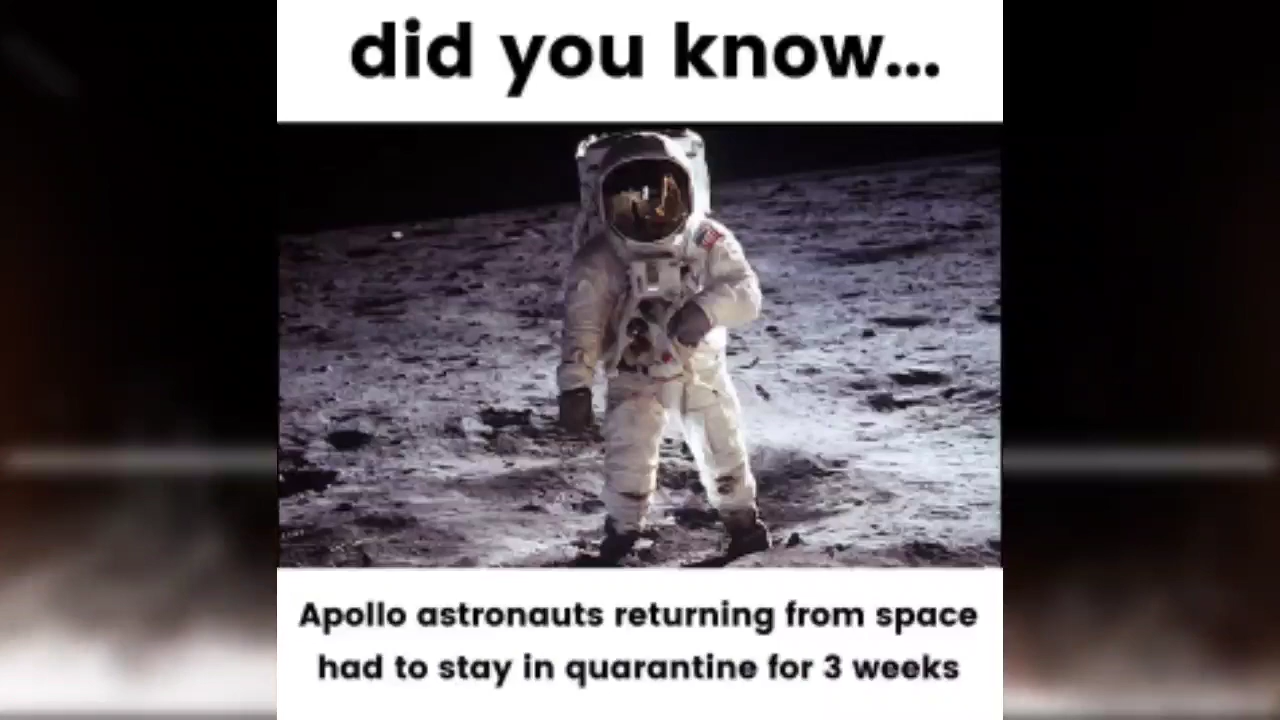 did you know...
Apollo astronauts returning from space
had to stay in quarantine for 3 weeks